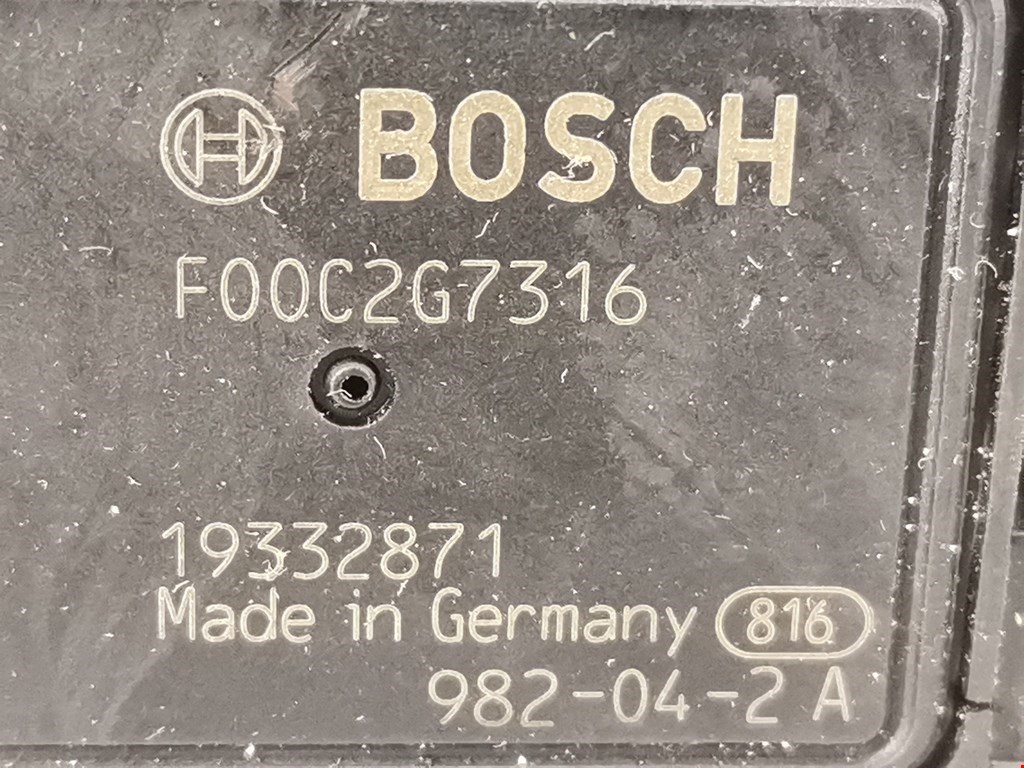 BOSCH
F00C2G7316
19332871
Made in Germany 816
982-04-2 A